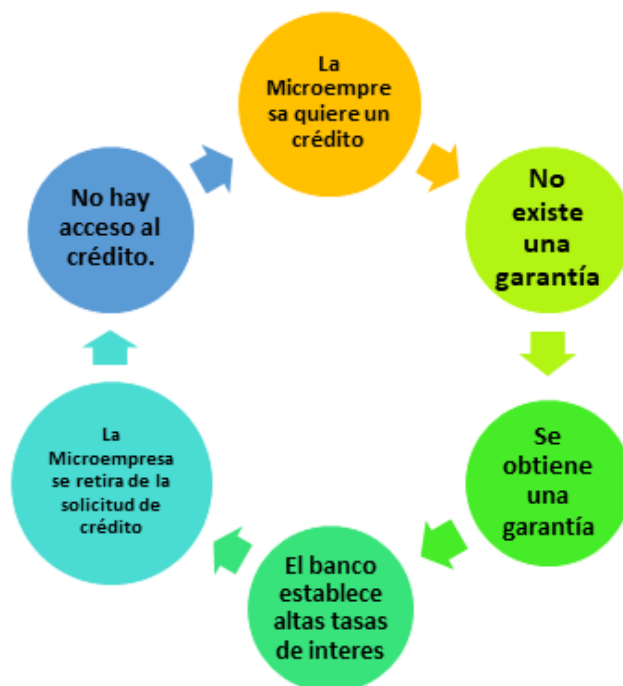 La
Microempre
sa quiere un
crédito
No
existe
una
garantía
Se
obtiene
una
garantía
El banco
establece
altas tasas
de interes
La
Microempresa
se retira de la
solicitud de
crédito
No hay
acceso al
crédito.